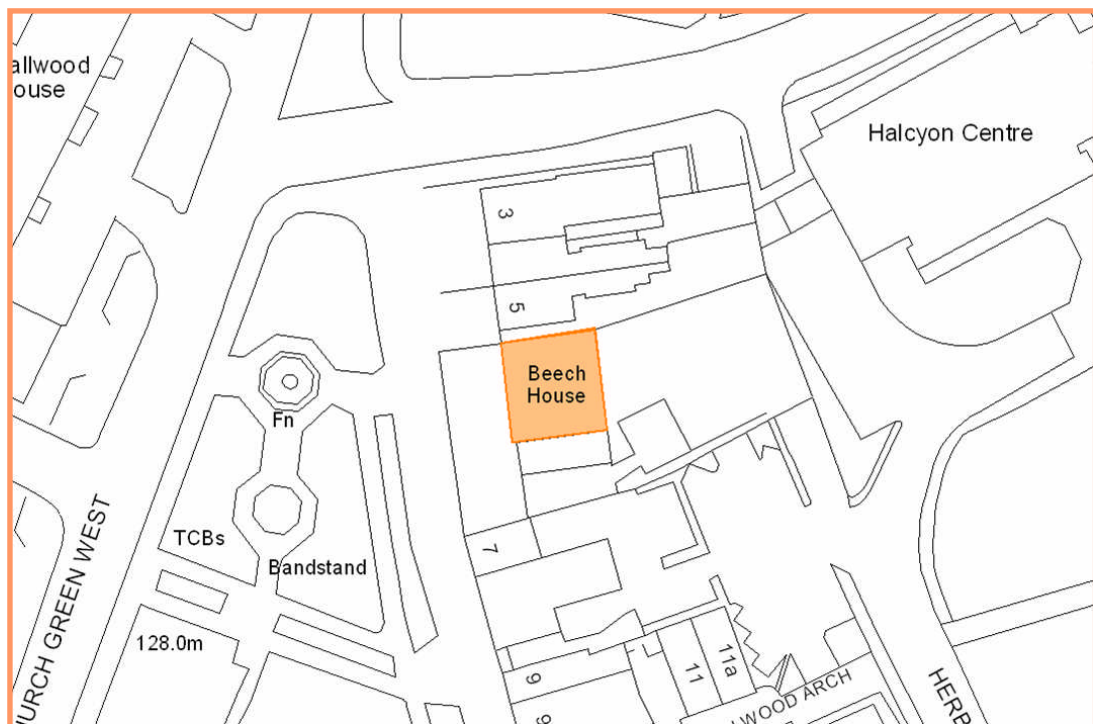 allwood
ouse
Halcyon Centre
3
5
Beech
House
Fn
TCBs
Bandstand
7
128.0m
HURCH GREEN WEST
9
11
11a
LWOOD ARCH
HERB